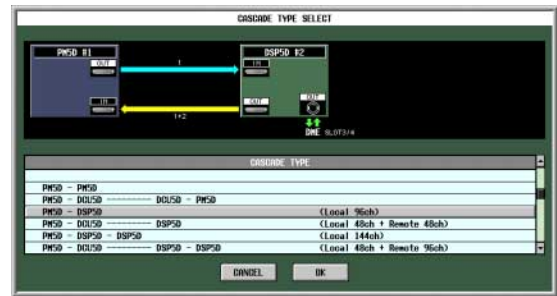 CASCADE TYPE SELECT
PM5D #1
DSP5D #2
OUT
1
IN
IN
1+2
OUT
OUT
DME SLOT3/4
CASCADE TYPE
PM5D - PM5D
PM5D - DCU5D --------- DCU5D - PM5D
PM5D - DSP5D (Local 96ch)
PM5D - DCU5D --------- DSP5D (Local 48ch + Remote 48ch)
PM5D - DSP5D - DSP5D (Local 144ch)
PM5D - DCU5D --------- DSP5D - DSP5D (Local 48ch + Remote 96ch)
CANCEL OK